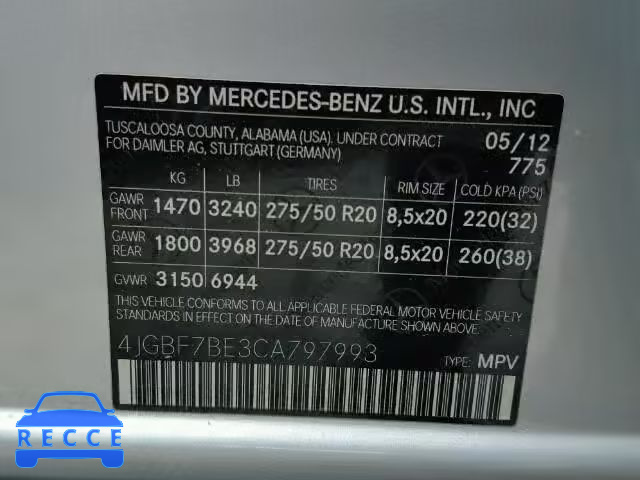 MFD BY MERCEDES-BENZ U.S. INTL., INC
TUSCALOOSA COUNTY, ALABAMA (USA). UNDER CONTRACT 05/12
FOR DAIMLER AG, STUTTGART (GERMANY) 775
KG LB TIRES RIM SIZE COLD KPA (PSI)
GAWR FRONT 1470 3240 275/50 R20 8,5x20 220(32)
GAWR REAR 1800 3968 275/50 R20 8,5x20 260(38)
GVWR 3150 6944
THIS VEHICLE CONFORMS TO ALL APPLICABLE FEDERAL MOTOR VEHICLE SAFETY
STANDARDS IN EFFECT ON THE DATE OF MANUFACTURE SHOWN ABOVE.
4JGBF7BE3CA797993 TYPE: MPV
RECCE